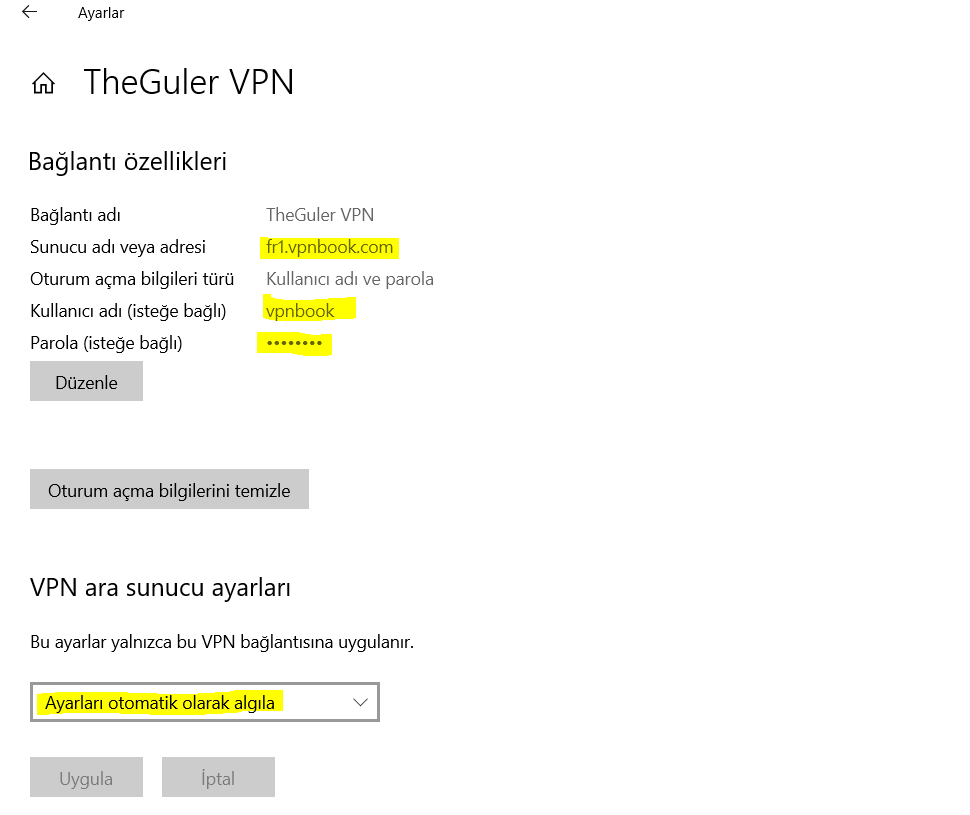 Ayarlar
TheGuler VPN
Bağlantı özellikleri
Bağlantı adı TheGuler VPN
Sunucu adı veya adresi fr1.vpnbook.com
Oturum açma bilgileri türü Kullanıcı adı ve parola
Kullanıcı adı (isteğe bağlı) vpnbook
Parola (isteğe bağlı) ••••••••
Düzenle
Oturum açma bilgilerini temizle
VPN ara sunucu ayarları
Bu ayarlar yalnızca bu VPN bağlantısına uygulanır.
Ayarları otomatik olarak algıla
Uygula İptal